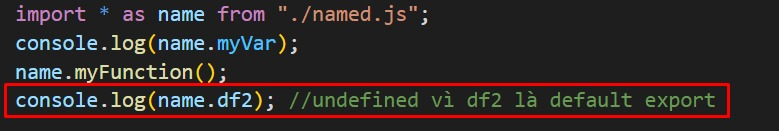 import * as name from "./named.js";
console.log(name.myVar);
name.myFunction();
console.log(name.df2); //undefined vì df2 là default export